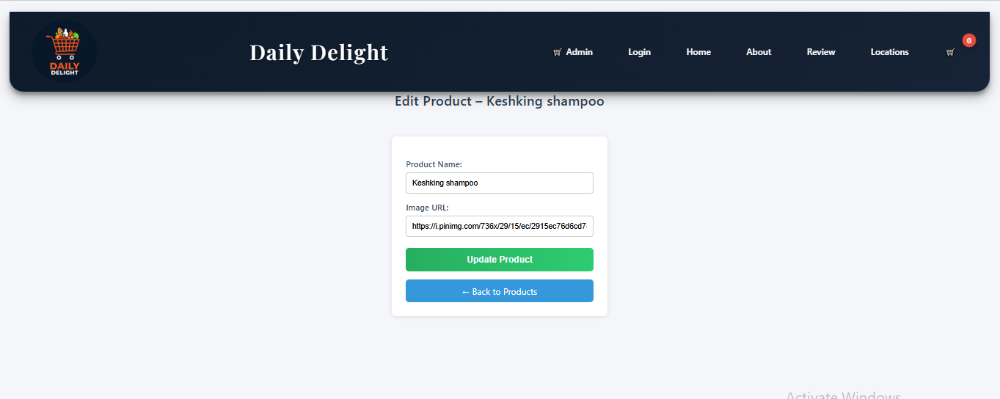 DAILY
DELIGHT
Daily Delight
Admin Login Home About Review Locations 0
Edit Product – Keshking shampoo
Product Name:
Keshking shampoo
Image URL:
https://i.pinimg.com/736x/29/15/ec/2915ec76d6cd7
Update Product
← Back to Products
Activate Windows